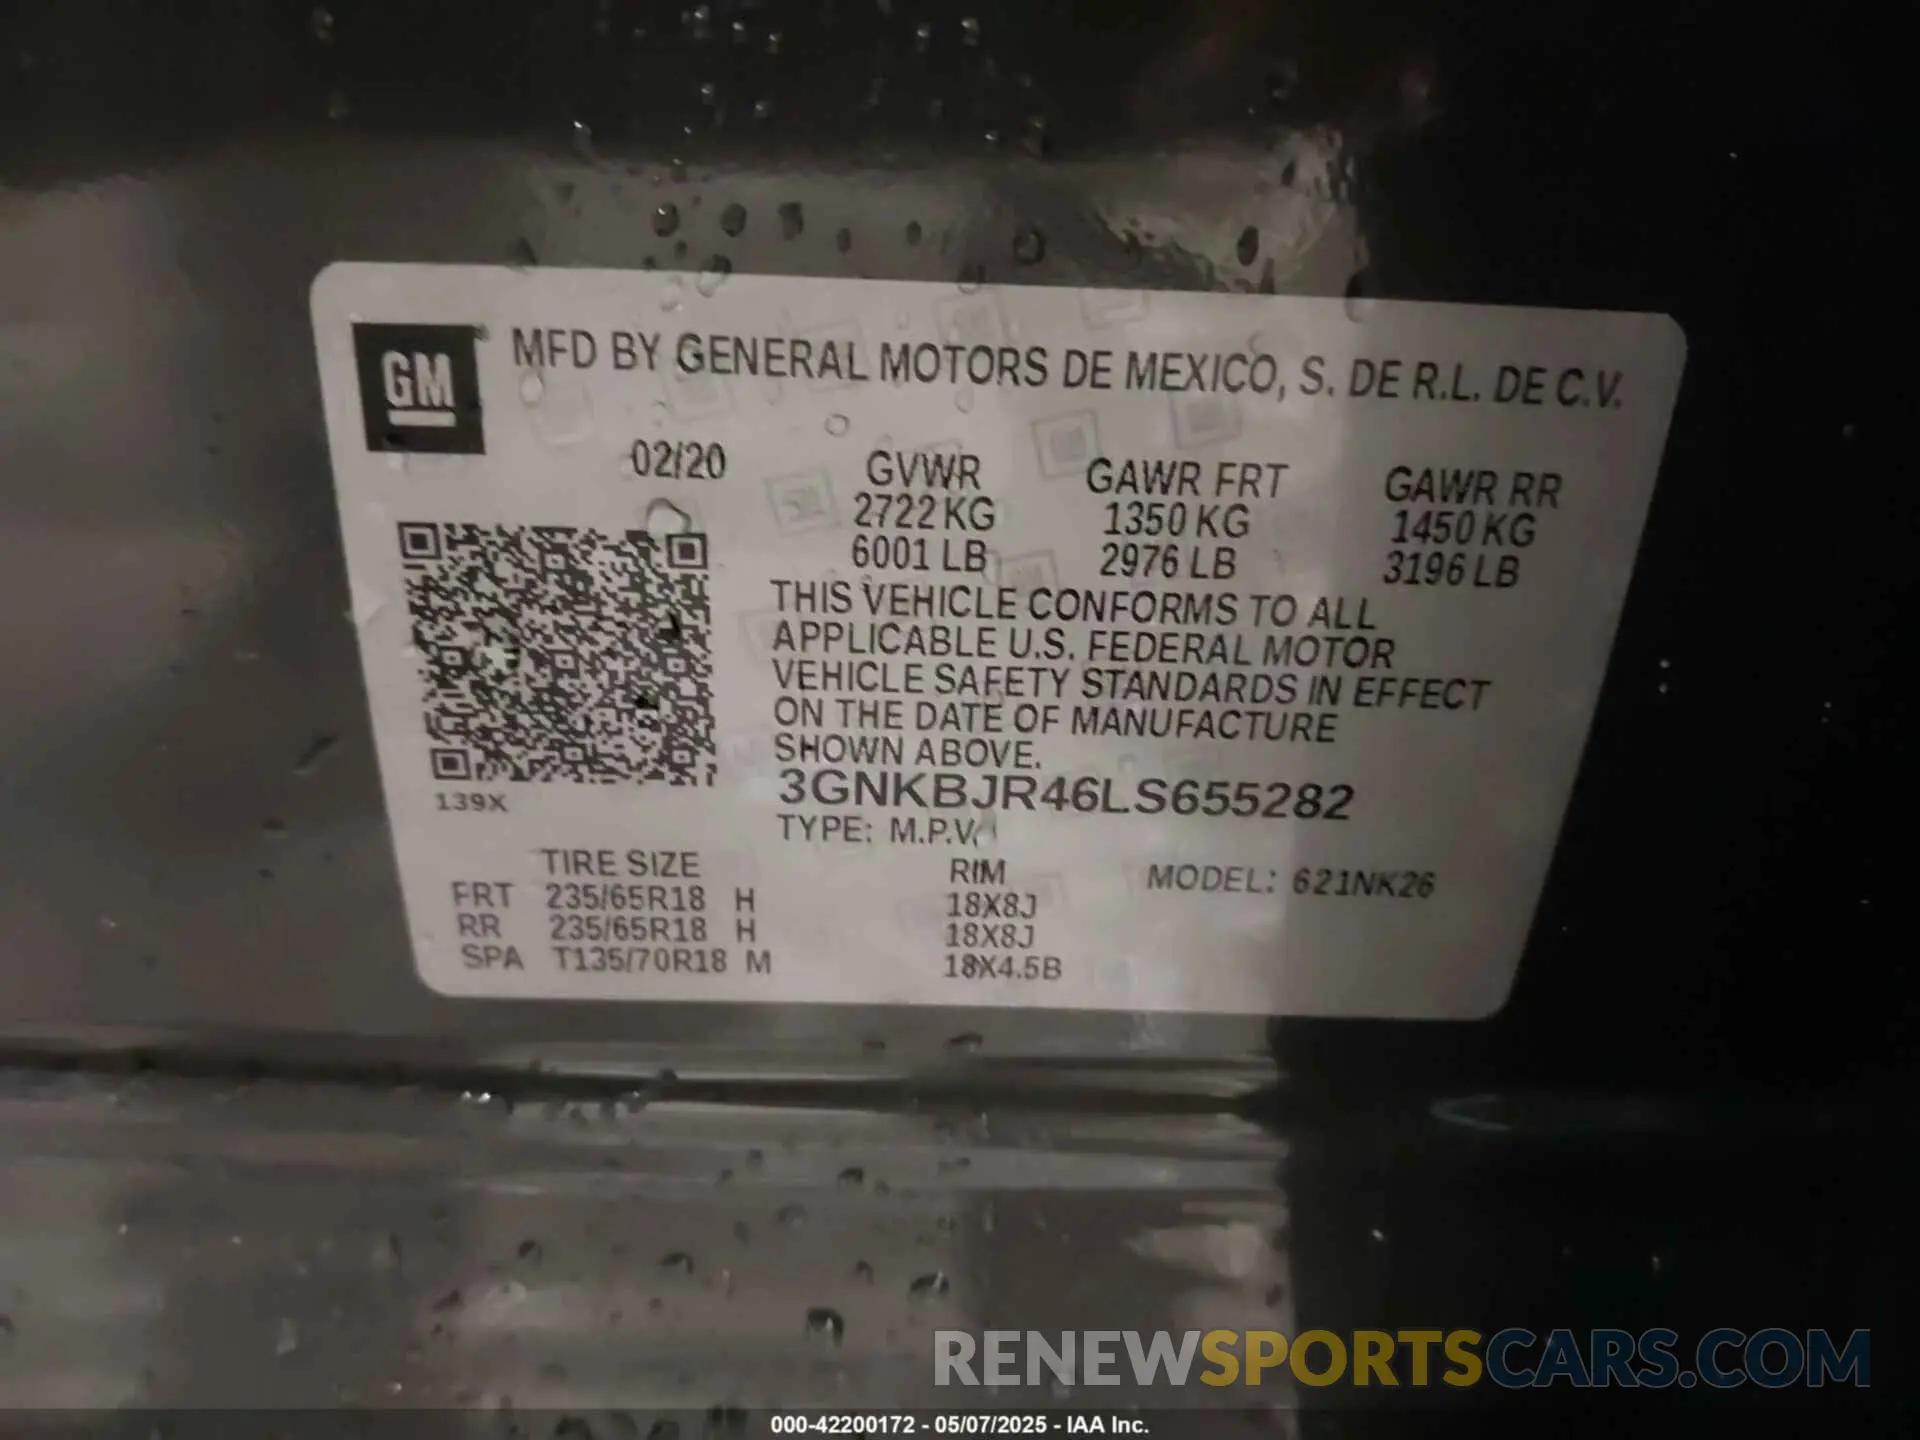 GM
MFD BY GENERAL MOTORS DE MEXICO, S. DE R.L. DE C.V.
02/20 GVWR GAWR FRT GAWR RR
2722 KG 1350 KG 1450 KG
6001 LB 2976 LB 3196 LB
THIS VEHICLE CONFORMS TO ALL
APPLICABLE U.S. FEDERAL MOTOR
VEHICLE SAFETY STANDARDS IN EFFECT
ON THE DATE OF MANUFACTURE
SHOWN ABOVE.
3GNKBJR46LS655282
139X
TYPE: M.P.V.
TIRE SIZE RIM MODEL: 621NK26
FRT 235/65R18 H 18X8J
RR 235/65R18 H 18X8J
SPA T135/70R18 M 18X4.5B
RENEWSPORTSCARS.COM
000-42200172 - 05/07/2025 - IAA Inc.